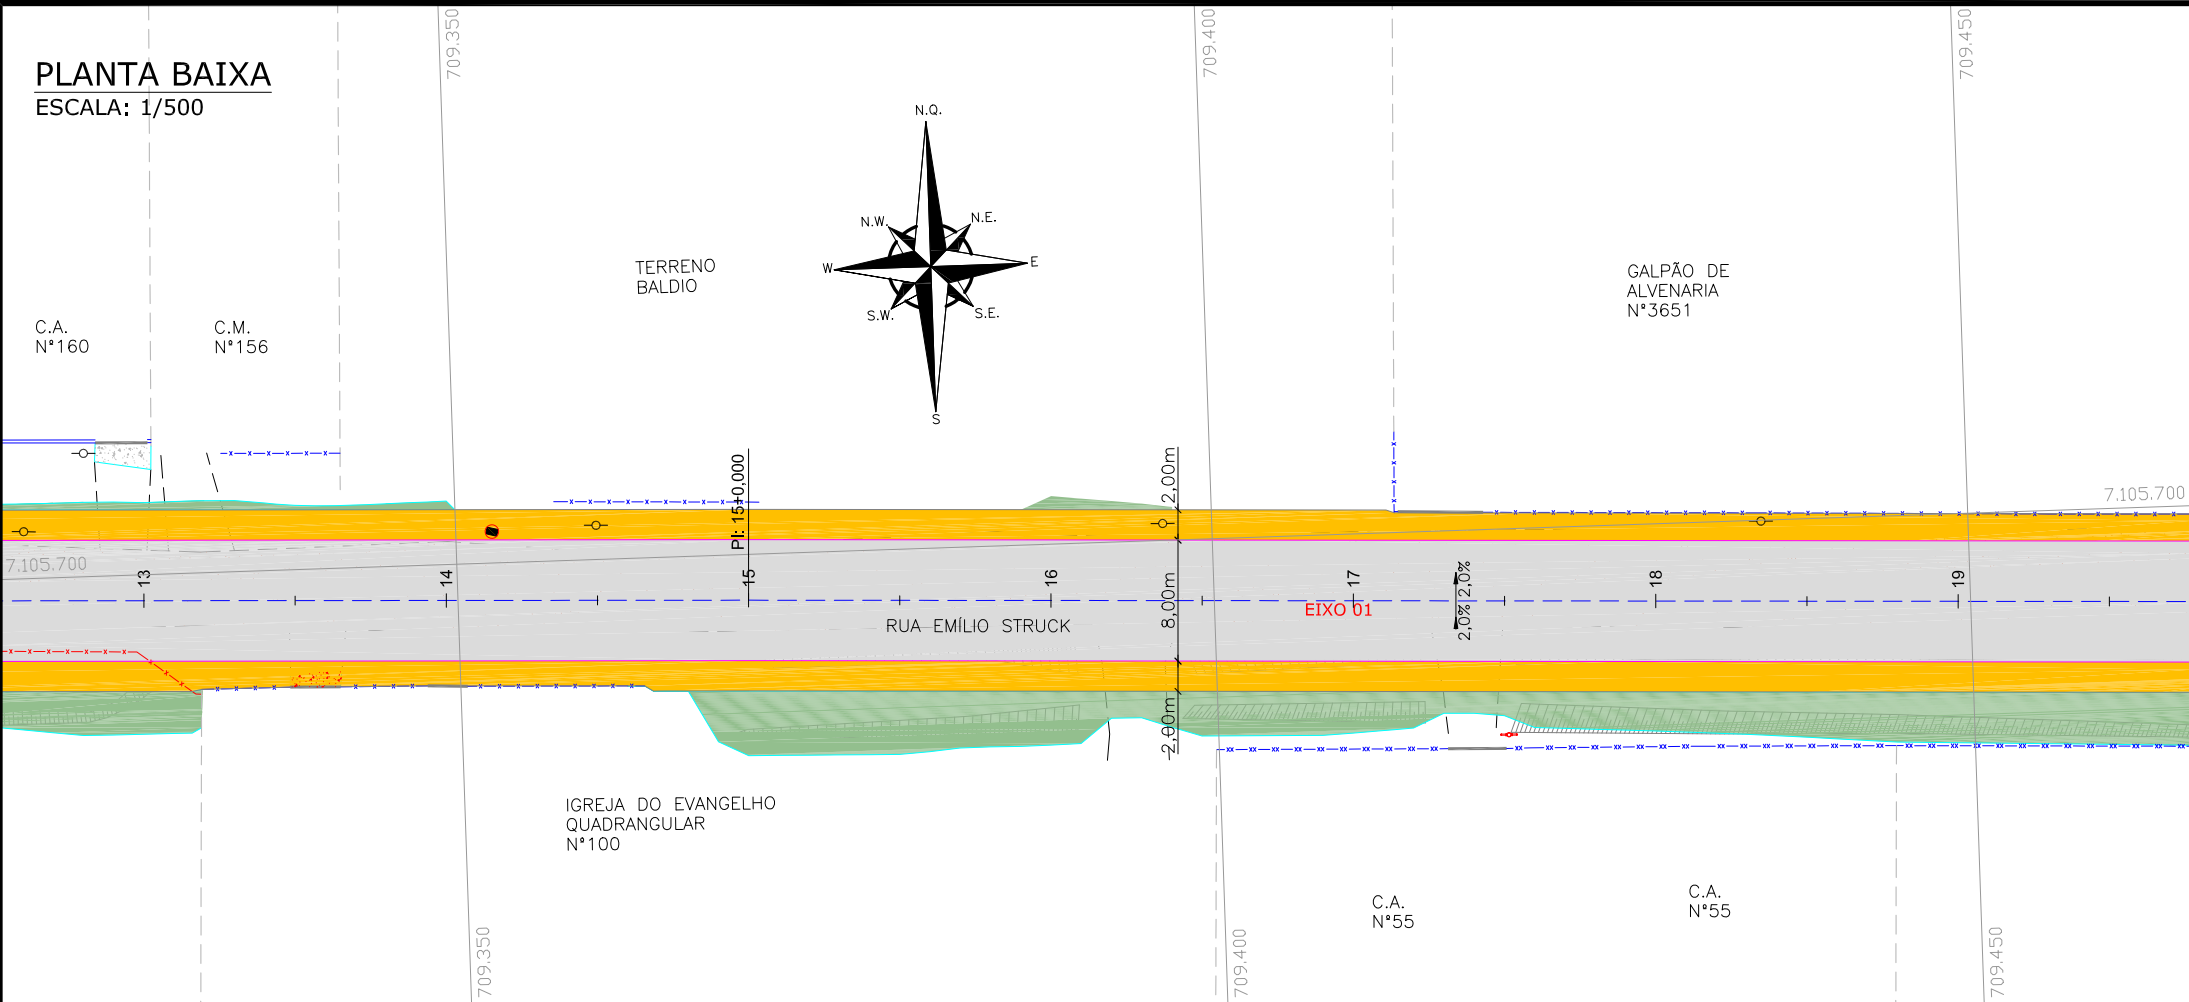 PLANTA BAIXA
ESCALA: 1/500
709.350
709.400
709.450
N.Q.
N.W.
N.E.
W
E
S.W.
S.E.
S
TERRENO
BALDIO
GALPÃO DE
ALVENARIA
N°3651
C.A.
N°160
C.M.
N°156
PI: 15+0,000
2,00m
7.105.700
7.105.700
13
14
15
16
17
18
19
8,00m
2,0%
2,0%
EIXO 01
RUA EMÍLIO STRUCK
2,00m
IGREJA DO EVANGELHO
QUADRANGULAR
N°100
C.A.
N°55
C.A.
N°55
709.350
709.400
709.450